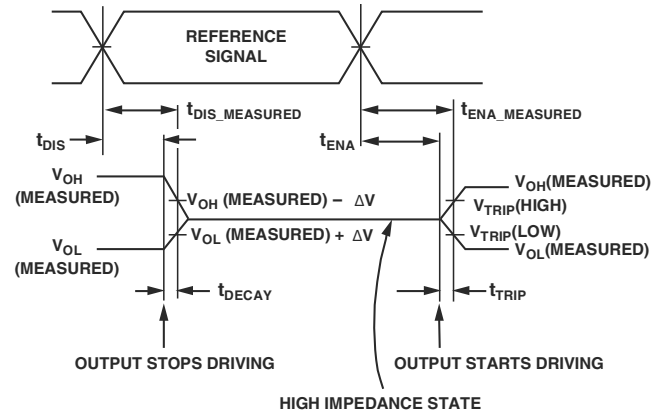 REFERENCE
SIGNAL
tDIS_MEASURED
tENA_MEASURED
tDIS
tENA
VOH
(MEASURED)
VOH (MEASURED) – ΔV
VOH(MEASURED)
VTRIP(HIGH)
VOL
(MEASURED)
VOL (MEASURED) + ΔV
VTRIP(LOW)
VOL(MEASURED)
tDECAY
tTRIP
OUTPUT STOPS DRIVING
OUTPUT STARTS DRIVING
HIGH IMPEDANCE STATE